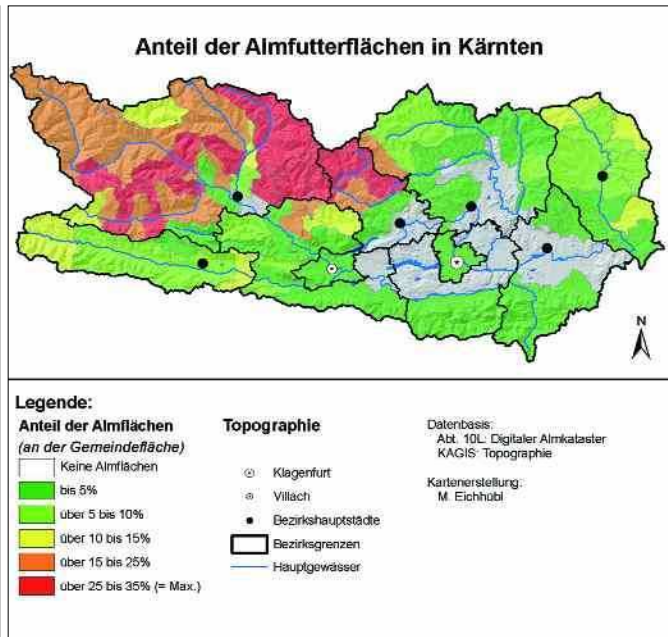 Anteil der Almfutterflächen in Kärnten
N
Legende:
Anteil der Almflächen
(an der Gemeindefläche)
Keine Almflächen
bis 5%
über 5 bis 10%
über 10 bis 15%
über 15 bis 25%
über 25 bis 35% (= Max.)
Topographie
Klagenfurt
Villach
Bezirkshauptstädte
Bezirksgrenzen
Hauptgewässer
Datenbasis:
Abt. 10L: Digitaler Almkataster
KAGIS: Topographie
Kartenerstellung:
M. Eichhübl